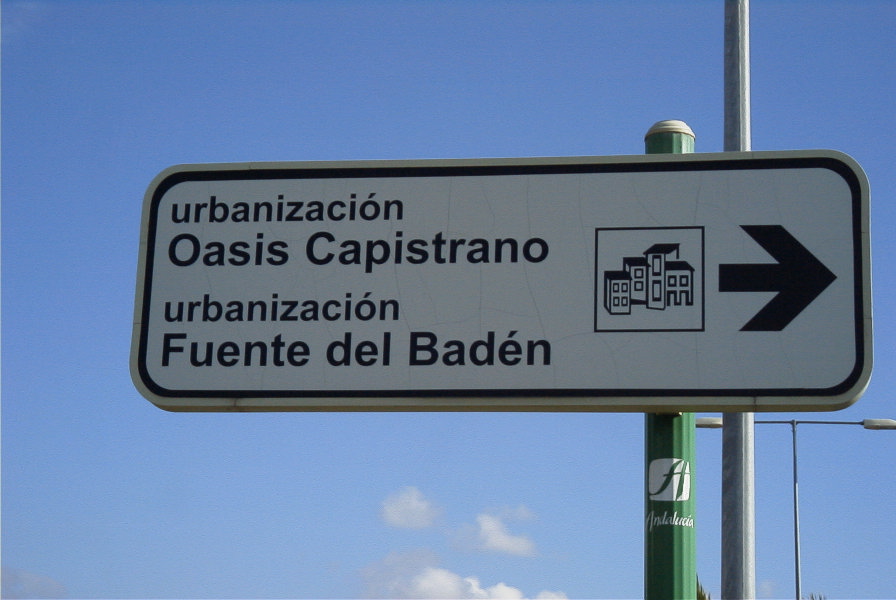 urbanización
Oasis Capistrano
urbanización
Fuente del Badén
Andalucía